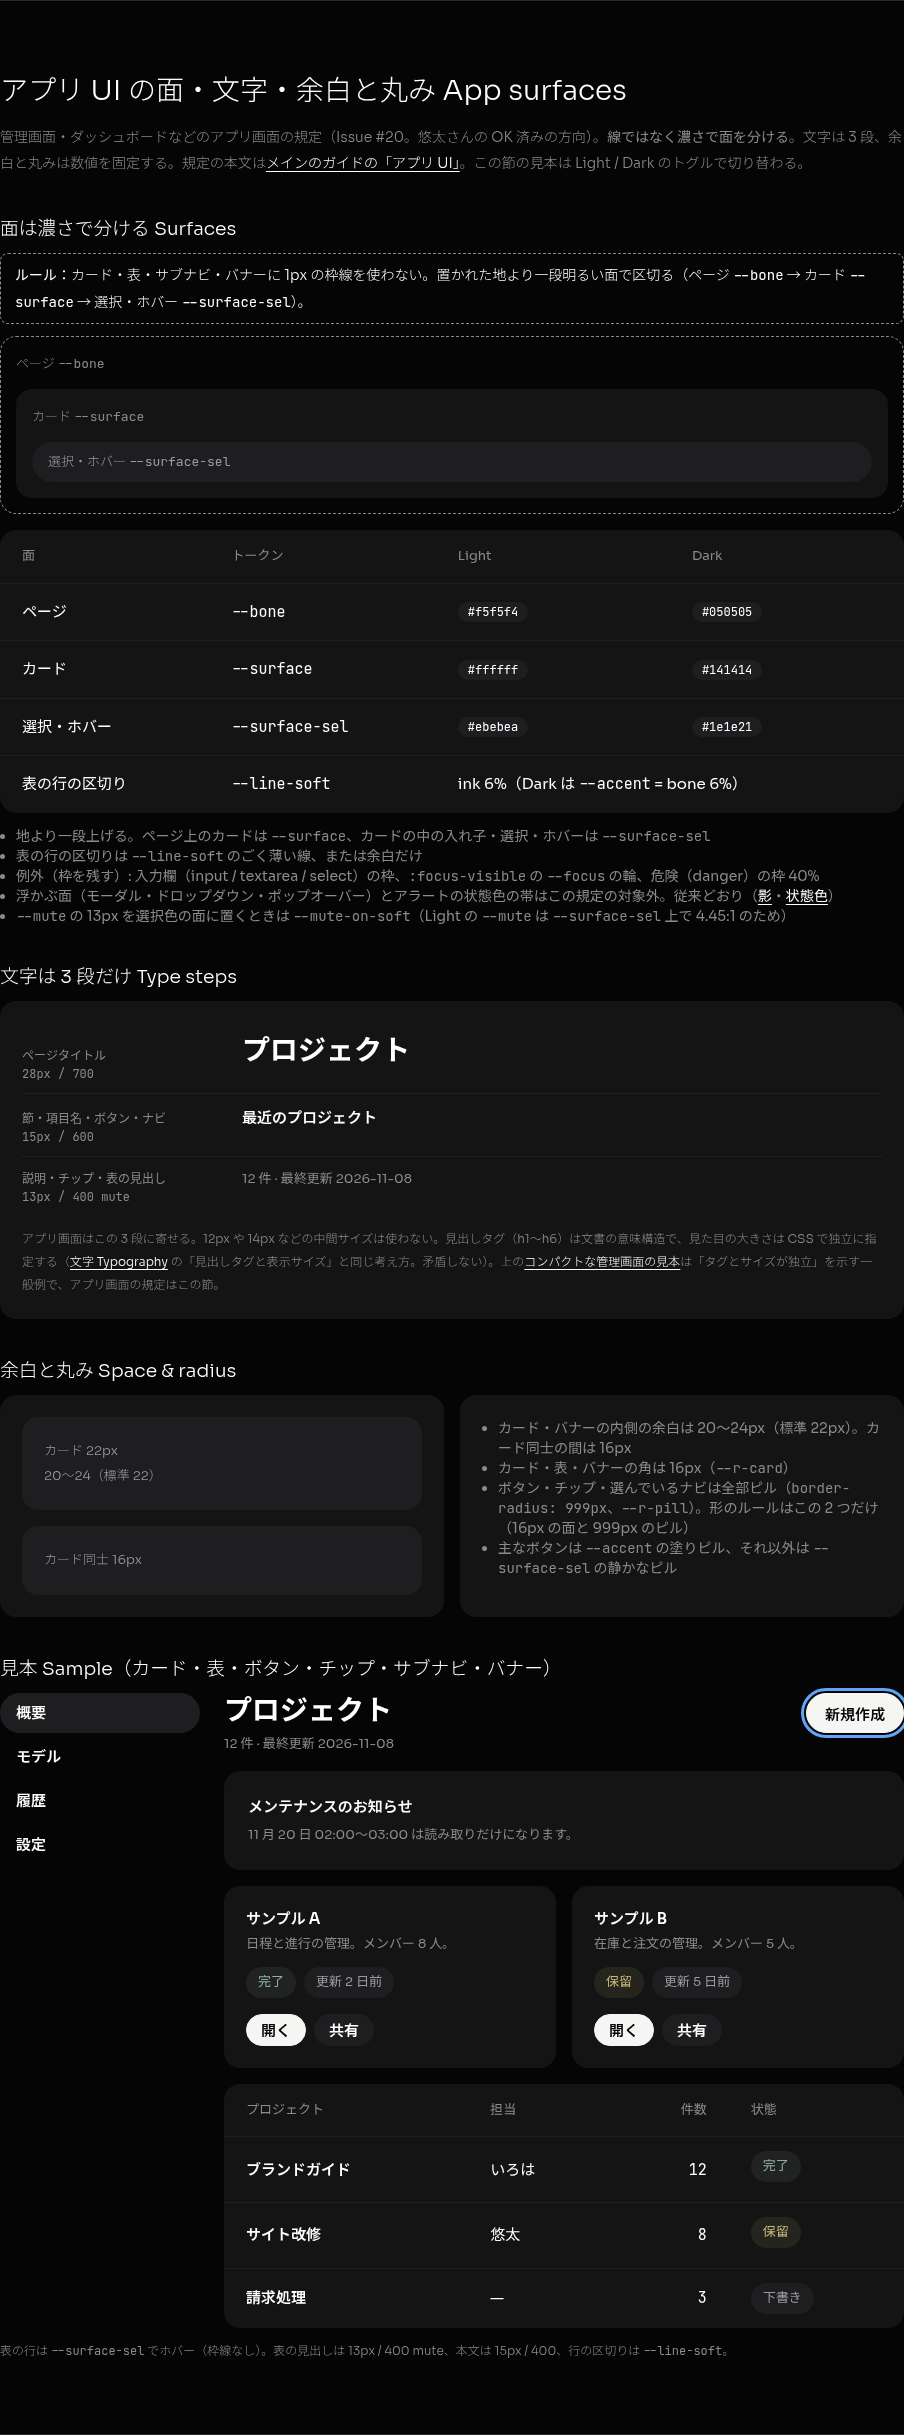 アプリ UI の面・文字・余白と丸み App surfaces
管理画面・ダッシュボードなどのアプリ画面の規定（Issue #20。悠太さんの OK 済みの方向）。線ではなく濃さで面を分ける。文字は 3 段、余
白と丸みは数値を固定する。規定の本文はメインのガイドの「アプリ UI」。この節の見本は Light / Dark のトグルで切り替わる。
面は濃さで分ける Surfaces
ルール：カード・表・サブナビ・バナーに 1px の枠線を使わない。置かれた地より一段明るい面で区切る（ページ --bone → カード --
surface → 選択・ホバー --surface-sel）。
ページ --bone
カード --surface
選択・ホバー --surface-sel
面 トークン Light Dark
ページ --bone #f5f5f4 #050505
カード --surface #ffffff #141414
選択・ホバー --surface-sel #ebebea #1e1e21
表の行の区切り --line-soft ink 6%（Dark は --accent = bone 6%）
• 地より一段上げる。ページ上のカードは --surface、カードの中の入れ子・選択・ホバーは --surface-sel
• 表の行の区切りは --line-soft のごく薄い線、または余白だけ
• 例外（枠を残す）: 入力欄（input / textarea / select）の枠、:focus-visible の --focus の輪、危険（danger）の枠 40%
• 浮かぶ面（モーダル・ドロップダウン・ポップオーバー）とアラートの状態色の帯はこの規定の対象外。従来どおり（影・状態色）
• --mute の 13px を選択色の面に置くときは --mute-on-soft（Light の --mute は --surface-sel 上で 4.45:1 のため）
文字は 3 段だけ Type steps
ページタイトル
28px / 700
プロジェクト
節・項目名・ボタン・ナビ
15px / 600
最近のプロジェクト
説明・チップ・表の見出し
13px / 400 mute
12 件 · 最終更新 2026-11-08
アプリ画面はこの 3 段に寄せる。12px や 14px などの中間サイズは使わない。見出しタグ（h1〜h6）は文書の意味構造で、見た目の大きさは CSS で独立に指
定する（文字 Typography の「見出しタグと表示サイズ」と同じ考え方。矛盾しない）。上のコンパクトな管理画面の見本は「タグとサイズが独立」を示す一
般例で、アプリ画面の規定はこの節。
余白と丸み Space & radius
カード 22px
20〜24（標準 22）
カード同士 16px
• カード・バナーの内側の余白は 20〜24px（標準 22px）。カ
ード同士の間は 16px
• カード・表・バナーの角は 16px（--r-card）
• ボタン・チップ・選んでいるナビは全部ピル（border-
radius: 999px、--r-pill）。形のルールはこの 2 つだけ
（16px の面と 999px のピル）
• 主なボタンは --accent の塗りピル、それ以外は --
surface-sel の静かなピル
見本 Sample（カード・表・ボタン・チップ・サブナビ・バナー）
概要
モデル
履歴
設定
プロジェクト
12 件 · 最終更新 2026-11-08
新規作成
メンテナンスのお知らせ
11 月 20 日 02:00〜03:00 は読み取りだけになります。
サンプル A
日程と進行の管理。メンバー 8 人。
完了 更新 2 日前
開く 共有
サンプル B
在庫と注文の管理。メンバー 5 人。
保留 更新 5 日前
開く 共有
プロジェクト 担当 件数 状態
ブランドガイド いろは 12 完了
サイト改修 悠太 8 保留
請求処理 — 3 下書き
表の行は --surface-sel でホバー（枠線なし）。表の見出しは 13px / 400 mute、本文は 15px / 400、行の区切りは --line-soft。